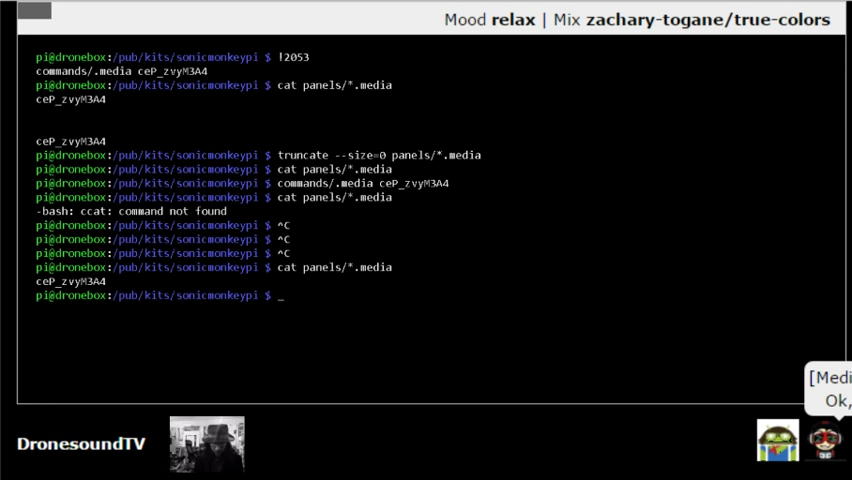 Mood relax | Mix zachary-togane/true-colors
pi@dronebox:/pub/kits/sonicmonkeypi $ !2053
commands/.media ceP_zvyM3A4
pi@dronebox:/pub/kits/sonicmonkeypi $ cat panels/*.media
ceP_zvyM3A4
ceP_zvyM3A4
pi@dronebox:/pub/kits/sonicmonkeypi $ truncate --size=0 panels/*.media
pi@dronebox:/pub/kits/sonicmonkeypi $ cat panels/*.media
pi@dronebox:/pub/kits/sonicmonkeypi $ commands/.media ceP_zvyM3A4
pi@dronebox:/pub/kits/sonicmonkeypi $ cat panels/*.media
-bash: ccat: command not found
pi@dronebox:/pub/kits/sonicmonkeypi $ ^C
pi@dronebox:/pub/kits/sonicmonkeypi $ ^C
pi@dronebox:/pub/kits/sonicmonkeypi $ ^C
pi@dronebox:/pub/kits/sonicmonkeypi $ cat panels/*.media
ceP_zvyM3A4
pi@dronebox:/pub/kits/sonicmonkeypi $ _
[Medi
Ok,
DronesoundTV